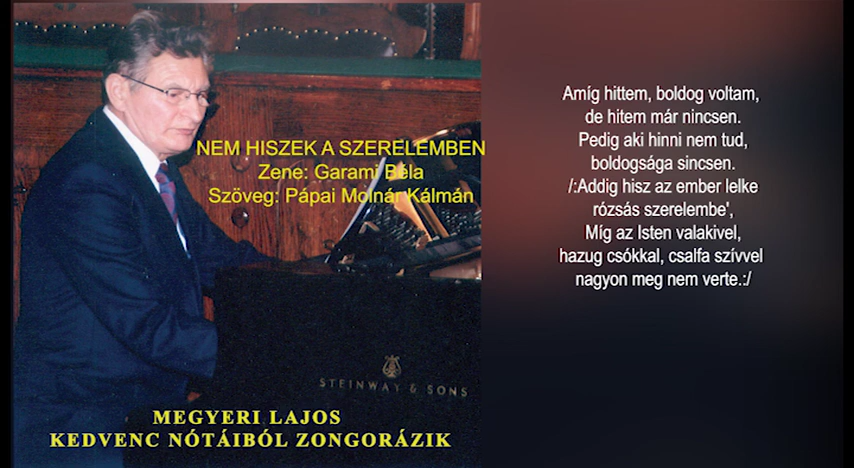 NEM HISZEK A SZERELEMBEN
Zene: Garami Béla
Szöveg: Pápai Molnár Kálmán
STEINWAY & SONS
MEGYERI LAJOS
KEDVENC NÓTÁIBÓL ZONGORÁZIK
Amíg hittem, boldog voltam,
de hitem már nincsen.
Pedig aki hinni nem tud,
boldogsága sincsen.
/:Addig hisz az ember lelke
rózsás szerelembe',
Míg az Isten valakivel,
hazug csókkal, csalfa szívvel
nagyon meg nem verte.:/